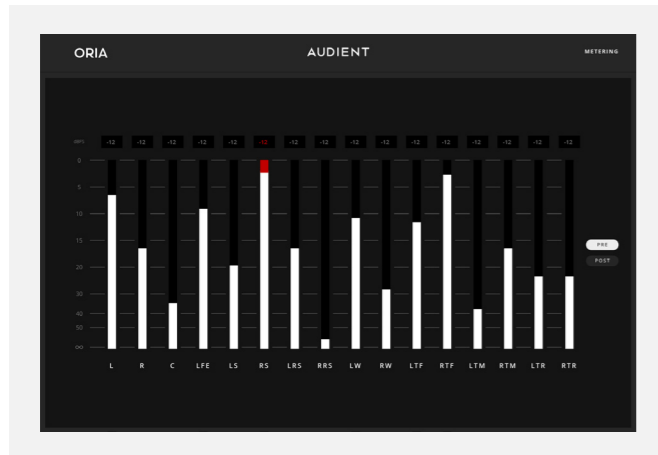 ORIA AUDIENT METERING
DBFS -12 -12 -12 -12 -12 -12 -12 -12 -12 -12 -12 -12 -12 -12 -12 -12
0
5
10
15
PRE
POST
20
30
40
50
∞
L R C LFE LS RS LRS RRS LW RW LTF RTF LTM RTM LTR RTR